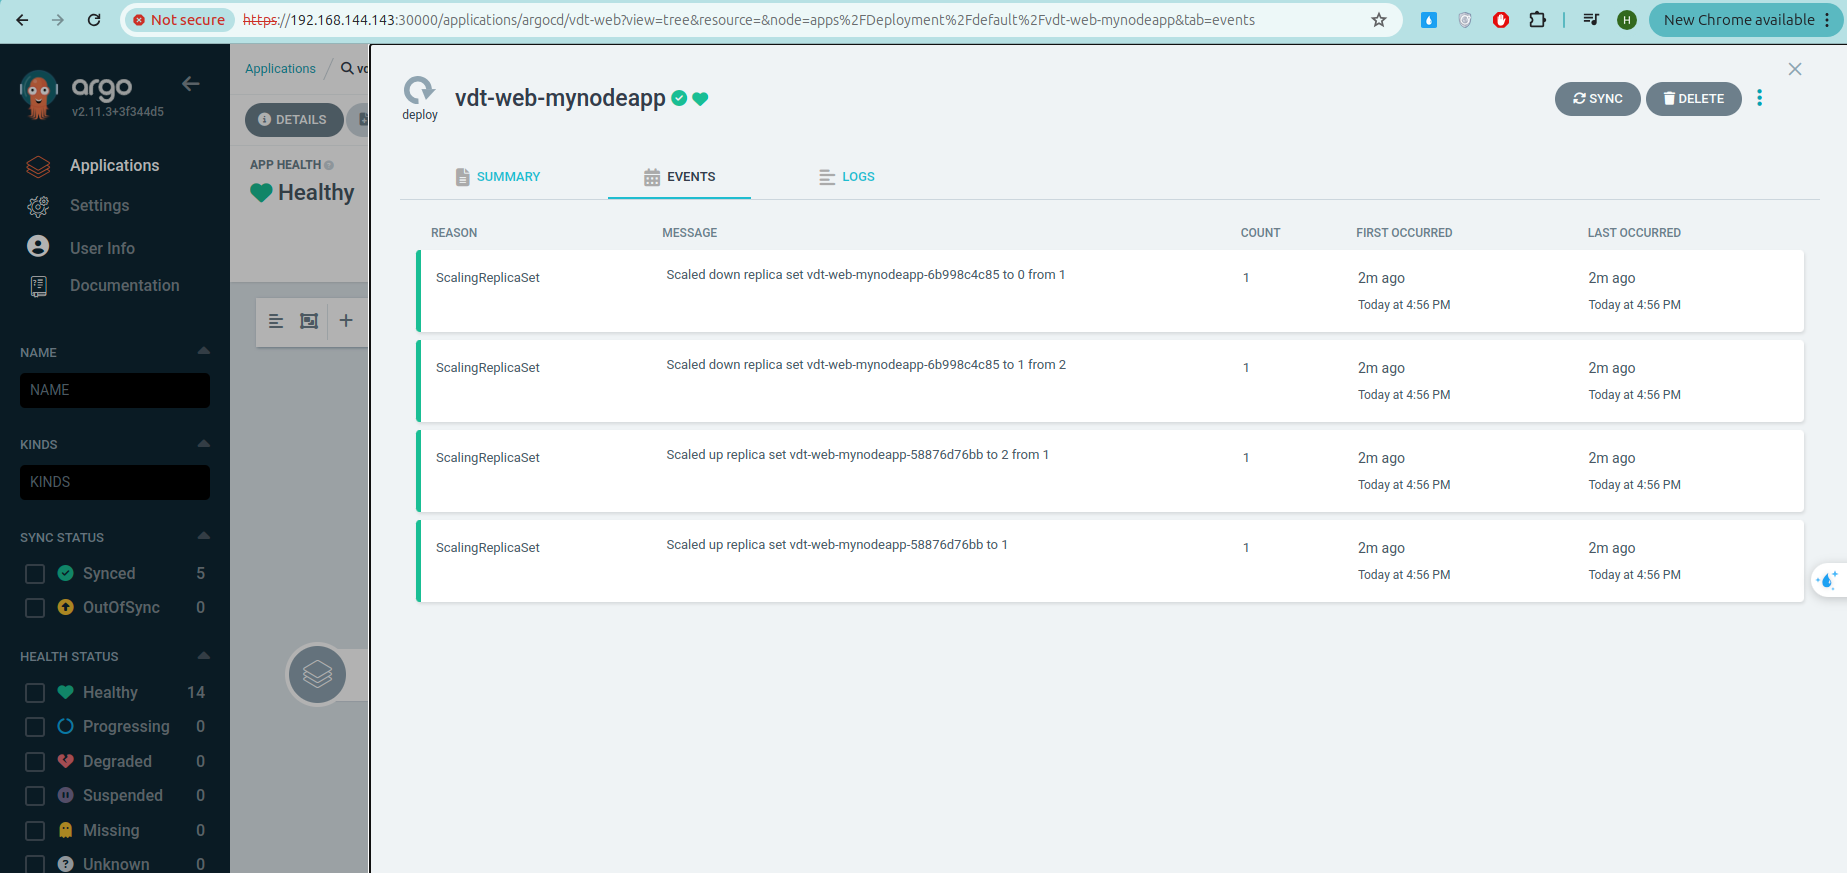 Not secure https://192.168.144.143:30000/applications/argocd/vdt-web?view=tree&resource=&node=apps%2FDeployment%2Fdefault%2Fvdt-web-mynodeapp&tab=events H New Chrome available
argo
v2.11.3+3f344d5
Applications
Settings
User Info
Documentation
NAME
NAME
KINDS
KINDS
SYNC STATUS
Synced 5
OutOfSync 0
HEALTH STATUS
Healthy 14
Progressing 0
Degraded 0
Suspended 0
Missing 0
Unknown 0
Applications / 
DETAILS
APP HEALTH
Healthy
deploy
vdt-web-mynodeapp
SYNC DELETE
SUMMARY EVENTS LOGS
REASON MESSAGE COUNT FIRST OCCURRED LAST OCCURRED
ScalingReplicaSet Scaled down replica set vdt-web-mynodeapp-6b998c4c85 to 0 from 1 1 2m ago 2m ago
Today at 4:56 PM Today at 4:56 PM
ScalingReplicaSet Scaled down replica set vdt-web-mynodeapp-6b998c4c85 to 1 from 2 1 2m ago 2m ago
Today at 4:56 PM Today at 4:56 PM
ScalingReplicaSet Scaled up replica set vdt-web-mynodeapp-58876d76bb to 2 from 1 1 2m ago 2m ago
Today at 4:56 PM Today at 4:56 PM
ScalingReplicaSet Scaled up replica set vdt-web-mynodeapp-58876d76bb to 1 1 2m ago 2m ago
Today at 4:56 PM Today at 4:56 PM